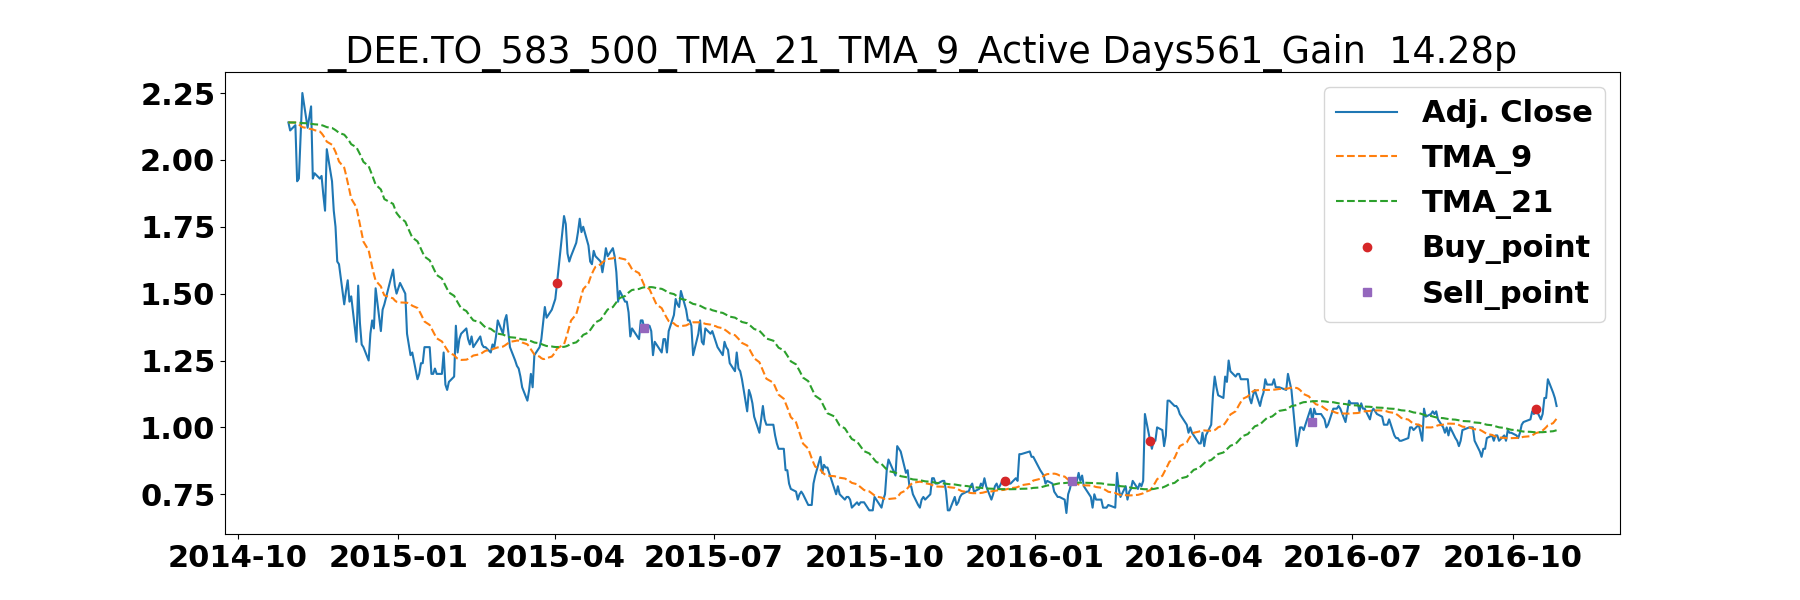 _DEE.TO_583_500_TMA_21_TMA_9_Active Days561_Gain  14.28p
2.25
2.00
1.75
1.50
1.25
1.00
0.75
Adj. Close
TMA_9
TMA_21
Buy_point
Sell_point
2014-10 2015-01 2015-04 2015-07 2015-10 2016-01 2016-04 2016-07 2016-10